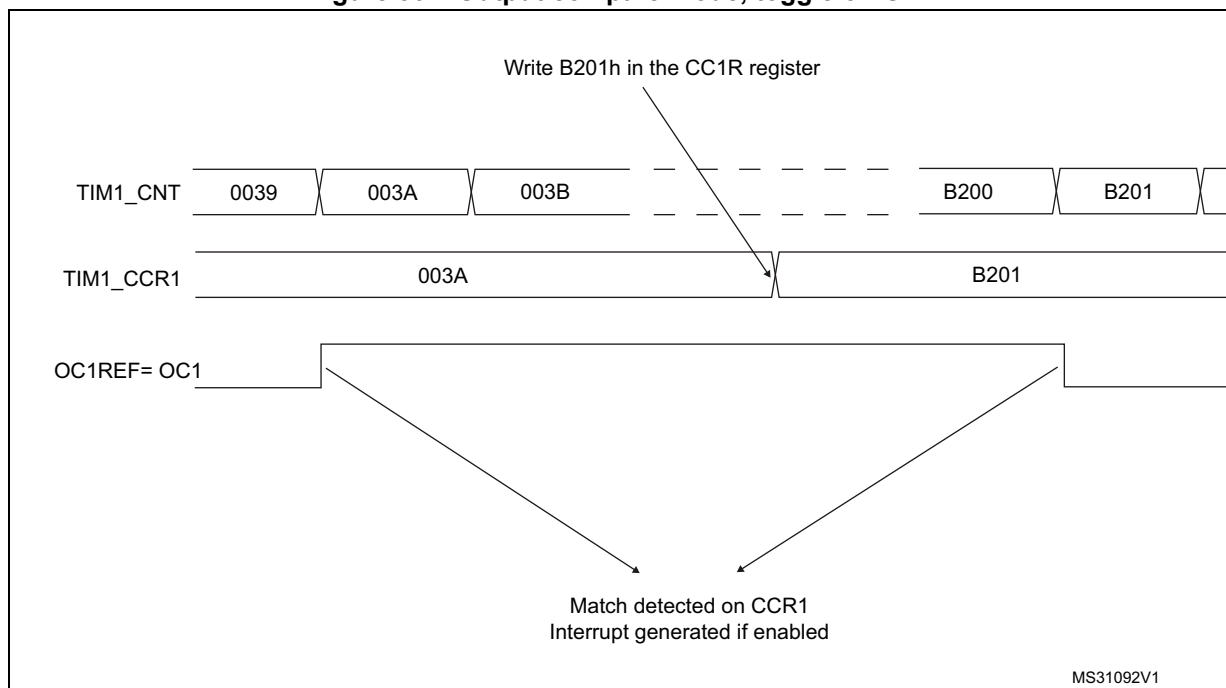 Write B201h in the CC1R register
TIM1_CNT 0039 003A 003B B200 B201
TIM1_CCR1 003A B201
OC1REF= OC1
Match detected on CCR1
Interrupt generated if enabled
MS31092V1